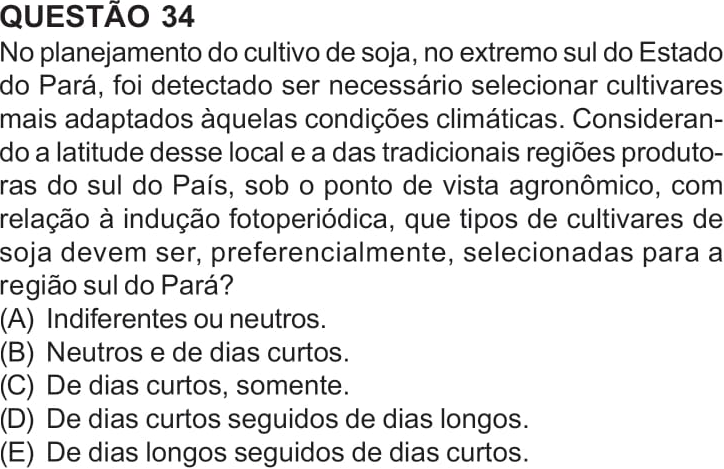 QUESTÃO 34
No planejamento do cultivo de soja, no extremo sul do Estado
do Pará, foi detectado ser necessário selecionar cultivares
mais adaptados àquelas condições climáticas. Consideran-
do a latitude desse local e a das tradicionais regiões produto-
ras do sul do País, sob o ponto de vista agronômico, com
relação à indução fotoperiódica, que tipos de cultivares de
soja devem ser, preferencialmente, selecionadas para a
região sul do Pará?
(A) Indiferentes ou neutros.
(B) Neutros e de dias curtos.
(C) De dias curtos, somente.
(D) De dias curtos seguidos de dias longos.
(E) De dias longos seguidos de dias curtos.